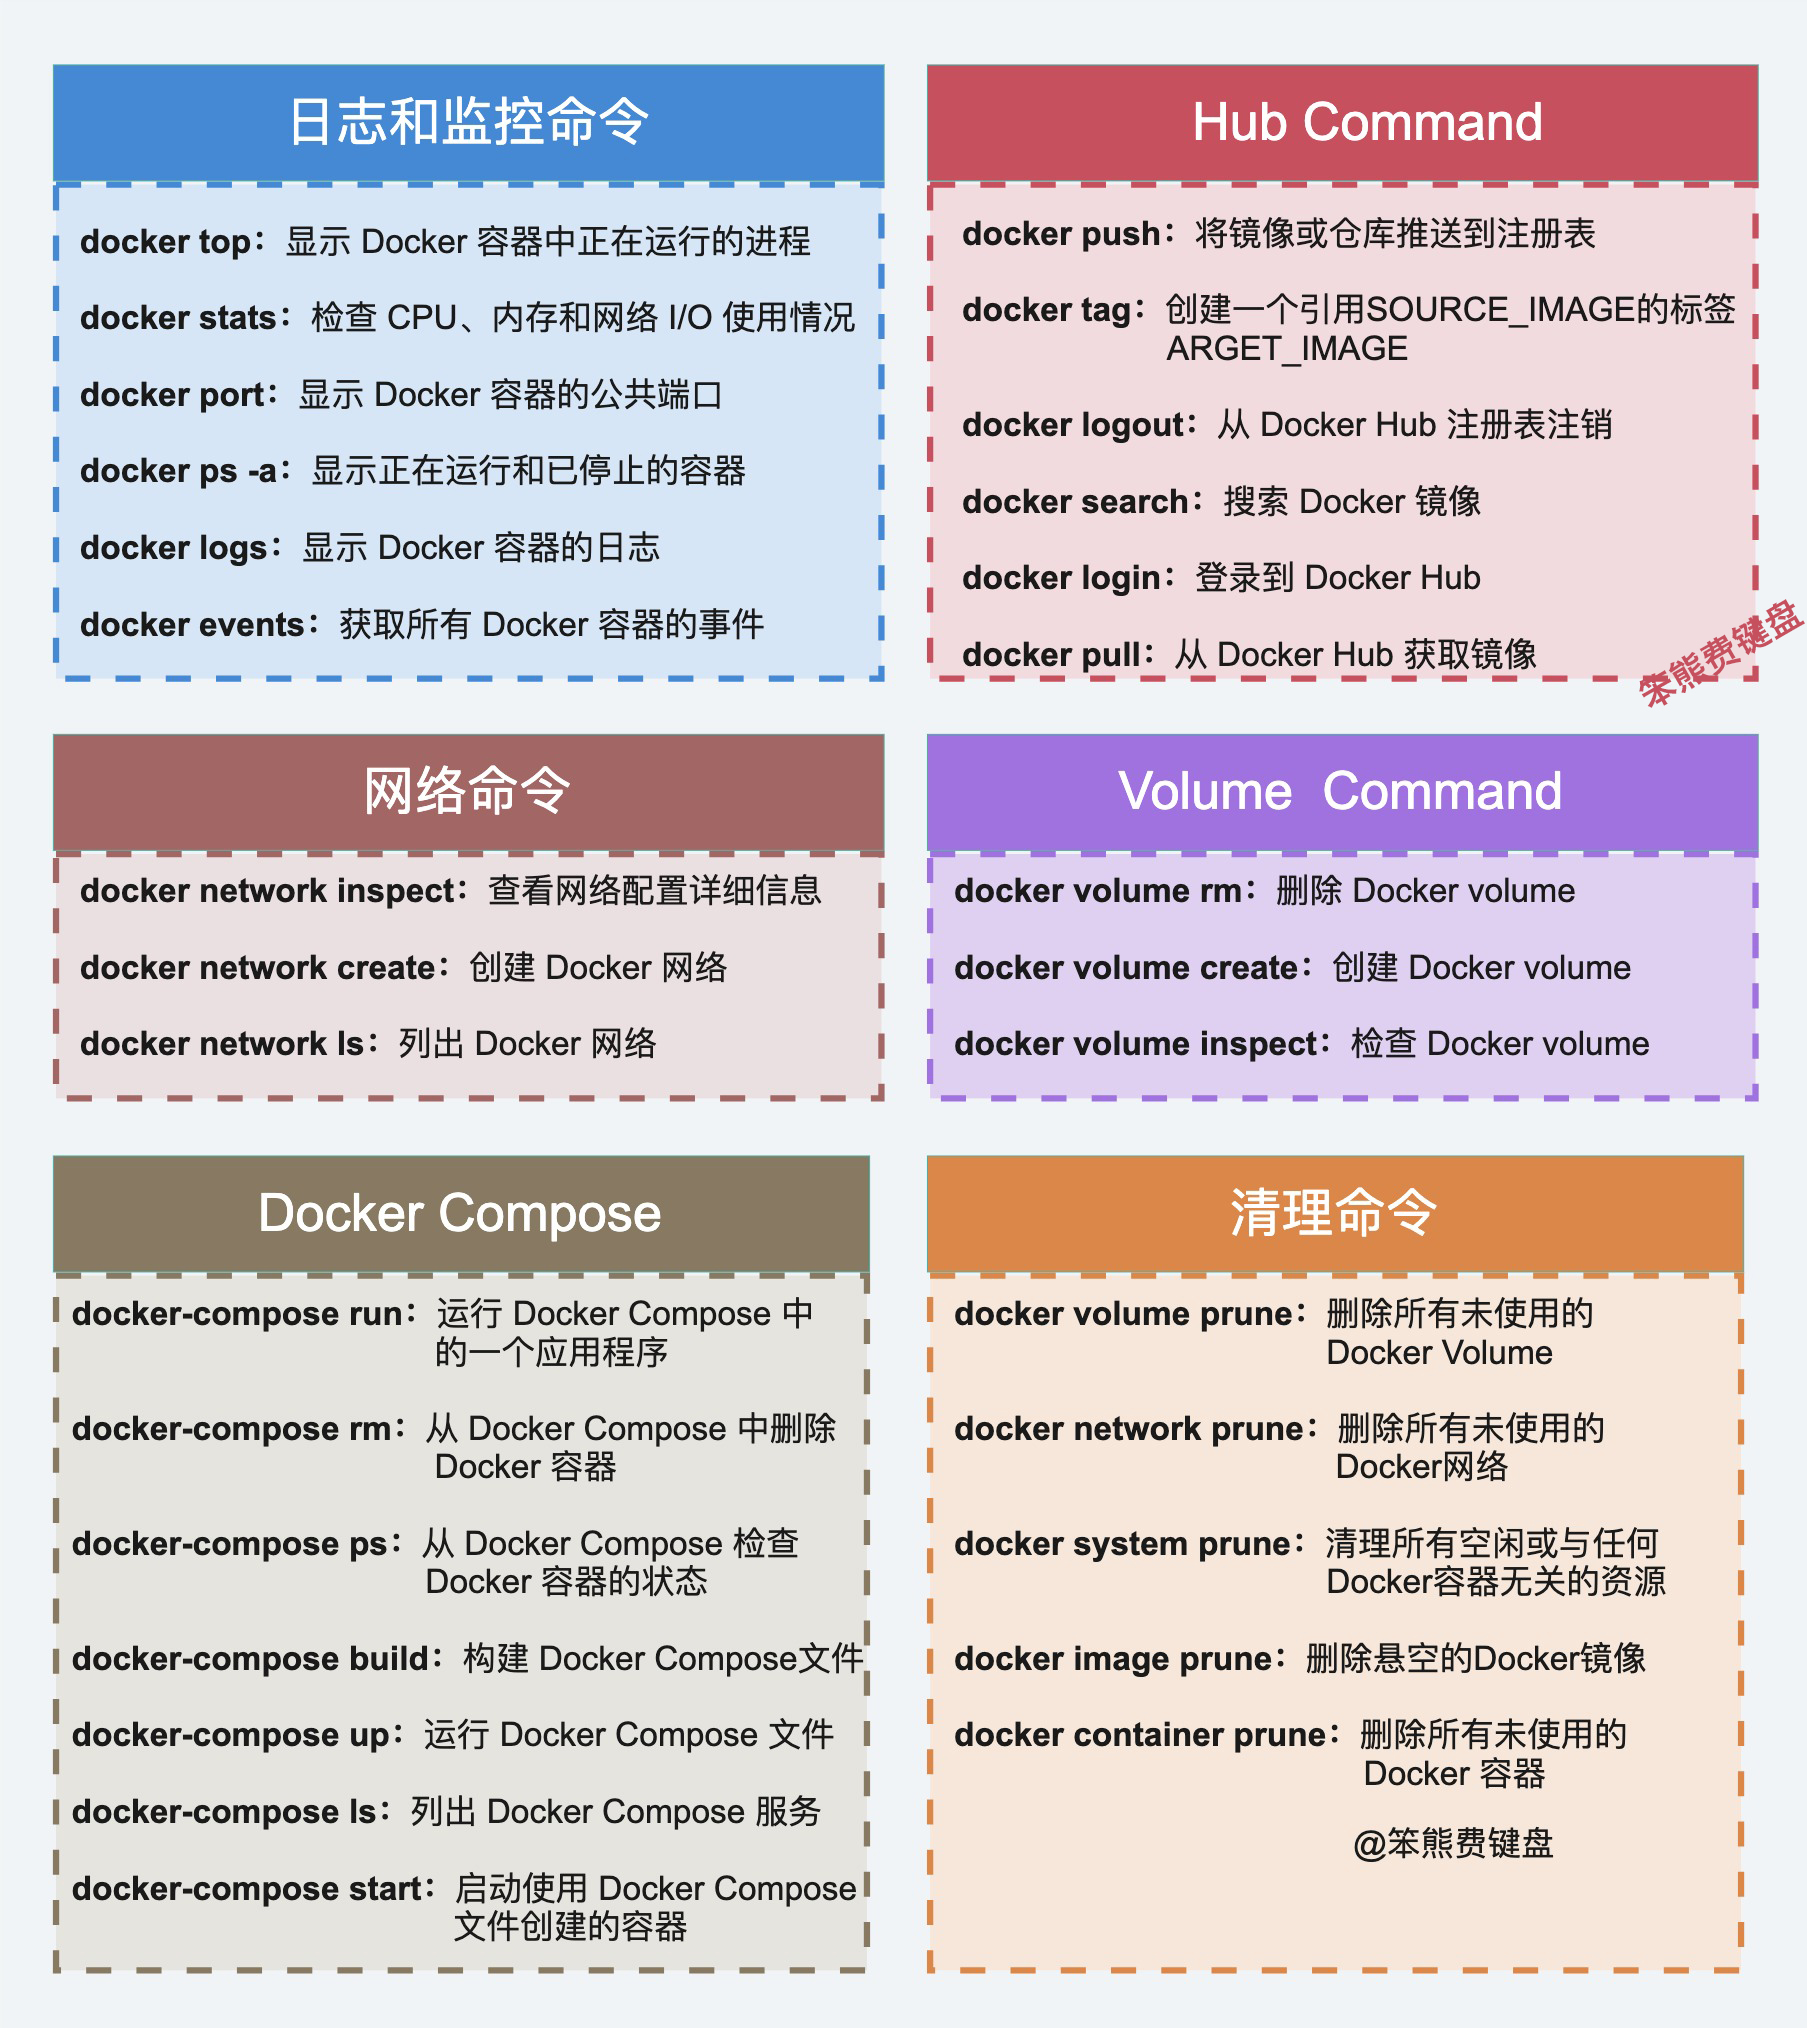 日志和监控命令
docker top：显示 Docker 容器中正在运行的进程
docker stats：检查 CPU、内存和网络 I/O 使用情况
docker port：显示 Docker 容器的公共端口
docker ps -a：显示正在运行和已停止的容器
docker logs：显示 Docker 容器的日志
docker events：获取所有 Docker 容器的事件
Hub Command
docker push：将镜像或仓库推送到注册表
docker tag：创建一个引用SOURCE_IMAGE的标签
ARGET_IMAGE
docker logout：从 Docker Hub 注册表注销
docker search：搜索 Docker 镜像
docker login：登录到 Docker Hub
docker pull：从 Docker Hub 获取镜像
笨熊费键盘
网络命令
docker network inspect：查看网络配置详细信息
docker network create：创建 Docker 网络
docker network ls：列出 Docker 网络
Volume  Command
docker volume rm：删除 Docker volume
docker volume create：创建 Docker volume
docker volume inspect：检查 Docker volume
Docker Compose
docker-compose run：运行 Docker Compose 中
的一个应用程序
docker-compose rm：从 Docker Compose 中删除
Docker 容器
docker-compose ps：从 Docker Compose 检查
Docker 容器的状态
docker-compose build：构建 Docker Compose文件
docker-compose up：运行 Docker Compose 文件
docker-compose ls：列出 Docker Compose 服务
docker-compose start：启动使用 Docker Compose
文件创建的容器
清理命令
docker volume prune：删除所有未使用的
Docker Volume
docker network prune：删除所有未使用的
Docker网络
docker system prune：清理所有空闲或与任何
Docker容器无关的资源
docker image prune：删除悬空的Docker镜像
docker container prune：删除所有未使用的
Docker 容器
@笨熊费键盘